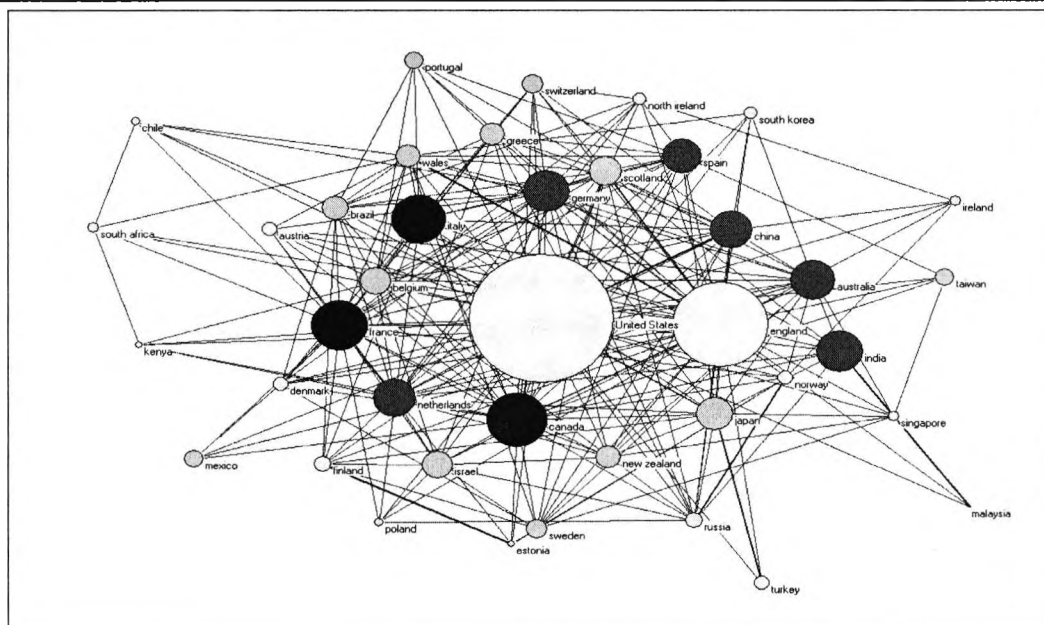 portugal
switzerland
north ireland
south korea
chile
greece
wales
spain
scotland
germany
brazil
italy
ireland
south africa
austria
china
belgium
australia
taiwan
United States
france
england
india
kenya
denmark
norway
netherlands
canada
japan
singapore
mexico
finland
israel
new zealand
malaysia
poland
sweden
russia
estonia
turkey